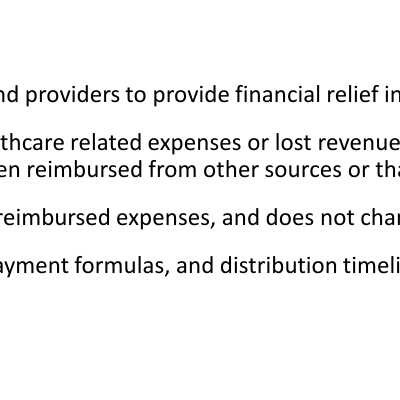 nd providers to provide financial relief in
thcare related expenses or lost revenue
en reimbursed from other sources or tha
reimbursed expenses, and does not char
ayment formulas, and distribution timeli